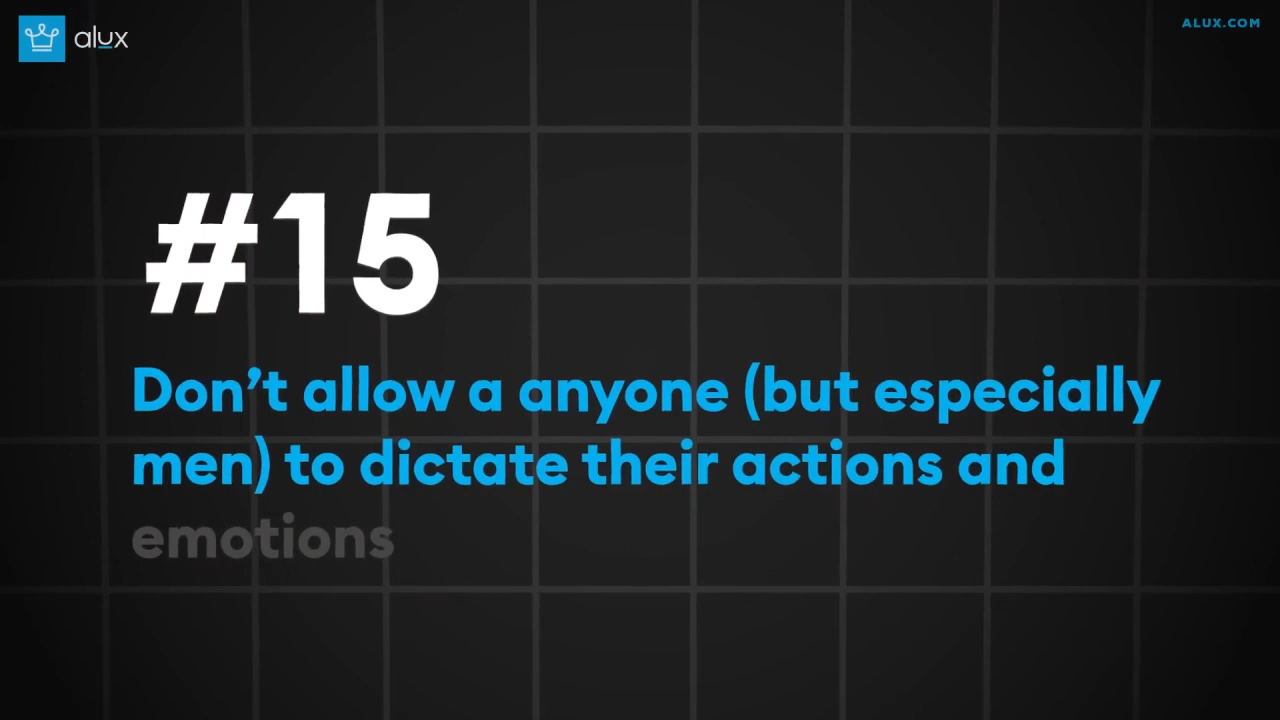 alux
ALUX.COM
#15
Don’t allow a anyone (but especially
men) to dictate their actions and
emotions